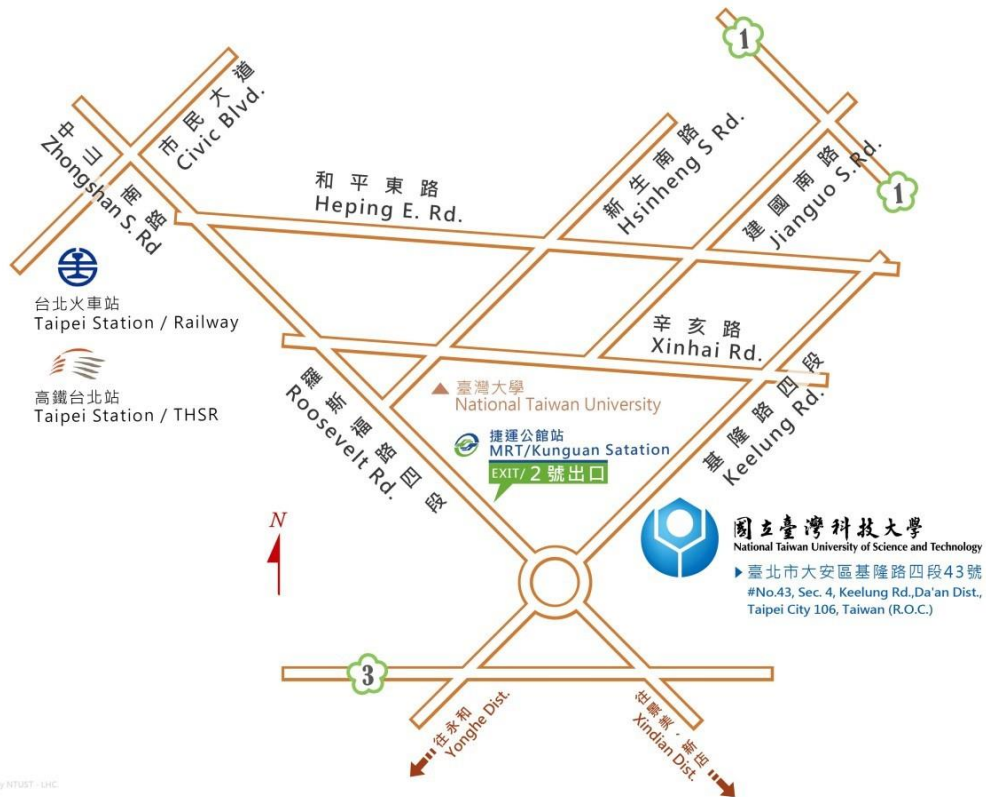 1
市民大道
Civic Blvd.
中山南路
Zhongshan S. Rd
和平東路
Heping E. Rd.
新生南路
Hsinheng S Rd.
建國南路
Jianguo S. Rd.
1
台北火車站
Taipei Station / Railway
高鐵台北站
Taipei Station / THSR
辛亥路
Xinhai Rd.
羅斯福路四段
Roosevelt Rd.
臺灣大學
National Taiwan University
捷運公館站
MRT/Kunguan Satation
EXIT/ 2 號出口
基隆路四段
Keelung Rd.
N
國立臺灣科技大學
National Taiwan University of Science and Technology
臺北市大安區基隆路四段43號
#No.43, Sec. 4, Keelung Rd.,Da'an Dist.,
Taipei City 106, Taiwan (R.O.C.)
3
往永和
Yonghe Dist.
往景美·新店
Xindian Dist.
y NTUST - LHC